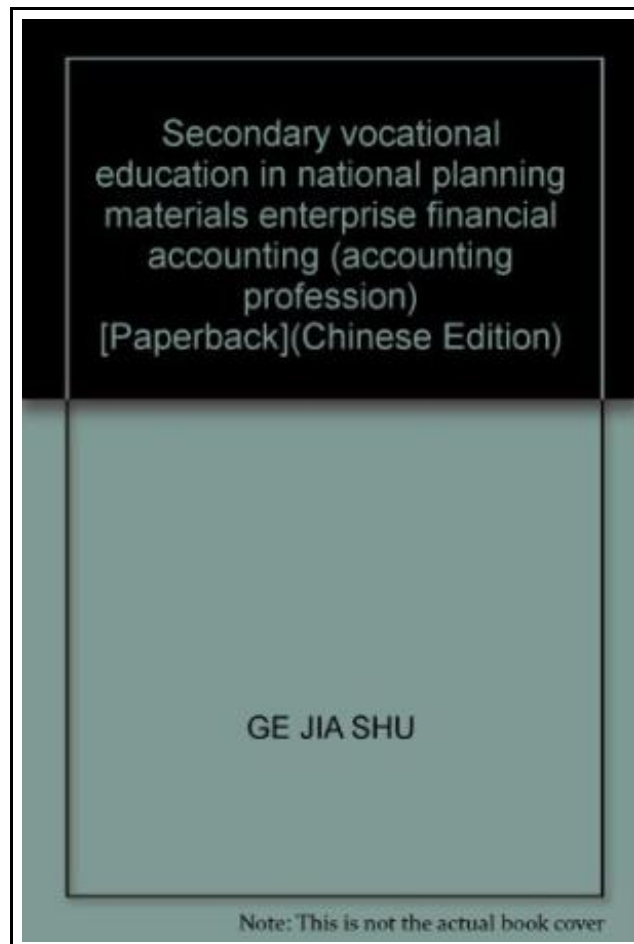 Secondary vocational
education in national planning
materials enterprise financial
accounting (accounting
profession)
[Paperback](Chinese Edition)
GE JIA SHU
Note: This is not the actual book cover